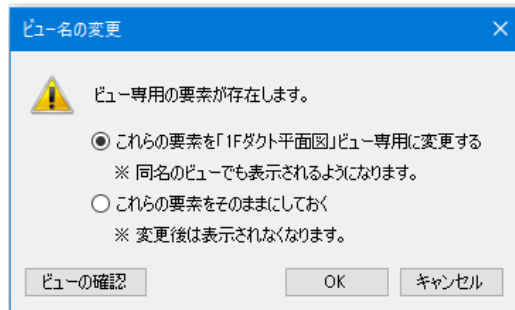 ビュー名の変更
ビュー専用の要素が存在します。
これらの要素を「1Fダクト平面図」ビュー専用に変更する
※ 同名のビューでも表示されるようになります。
これらの要素をそのままにしておく
※ 変更後は表示されなくなります。
ビューの確認 OK キャンセル